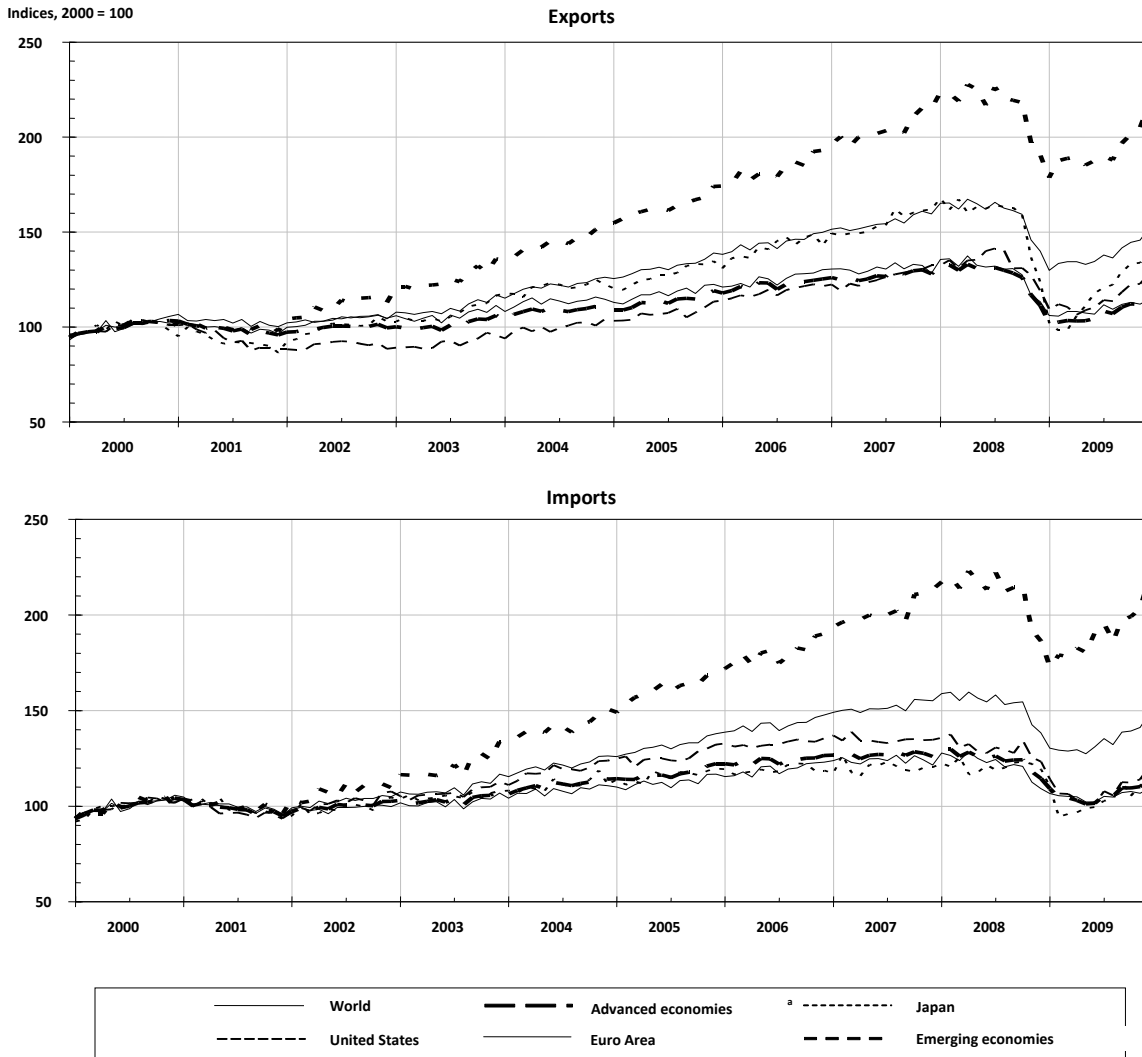 Indices, 2000 = 100
Exports
250
200
150
100
50
2000 2001 2002 2003 2004 2005 2006 2007 2008 2009
Imports
250
200
150
100
50
2000 2001 2002 2003 2004 2005 2006 2007 2008 2009
World Advanced economies a Japan
United States Euro Area Emerging economies